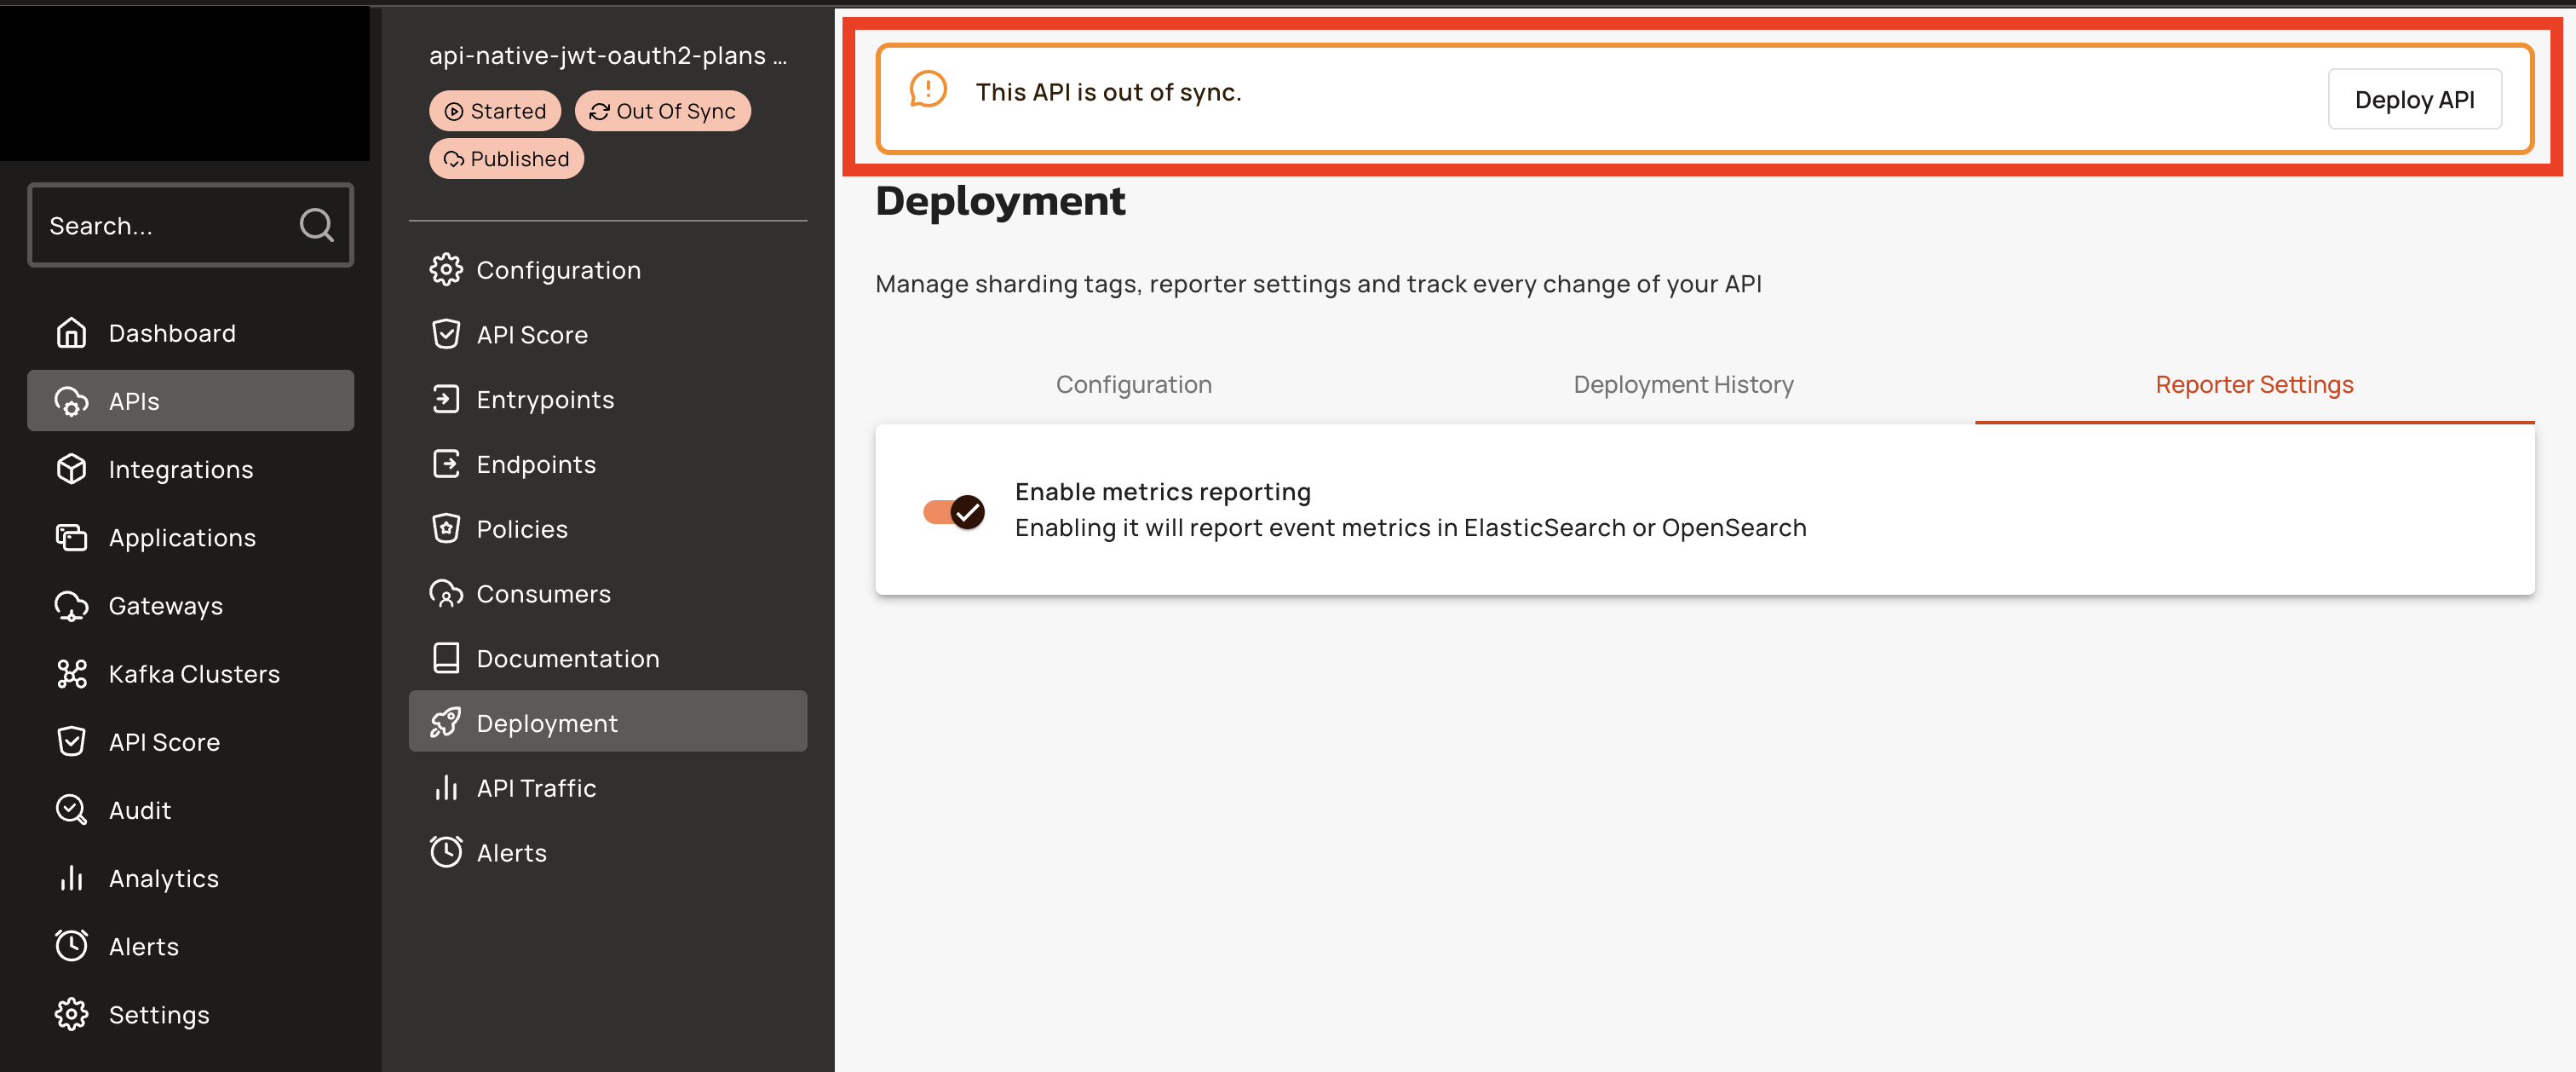 Search...
Dashboard
APIs
Integrations
Applications
Gateways
Kafka Clusters
API Score
Audit
Analytics
Alerts
Settings
api-native-jwt-oauth2-plans ...
Started
Out Of Sync
Published
Configuration
API Score
Entrypoints
Endpoints
Policies
Consumers
Documentation
Deployment
API Traffic
Alerts
This API is out of sync.
Deploy API
Deployment
Manage sharding tags, reporter settings and track every change of your API
Configuration
Deployment History
Reporter Settings
Enable metrics reporting
Enabling it will report event metrics in ElasticSearch or OpenSearch